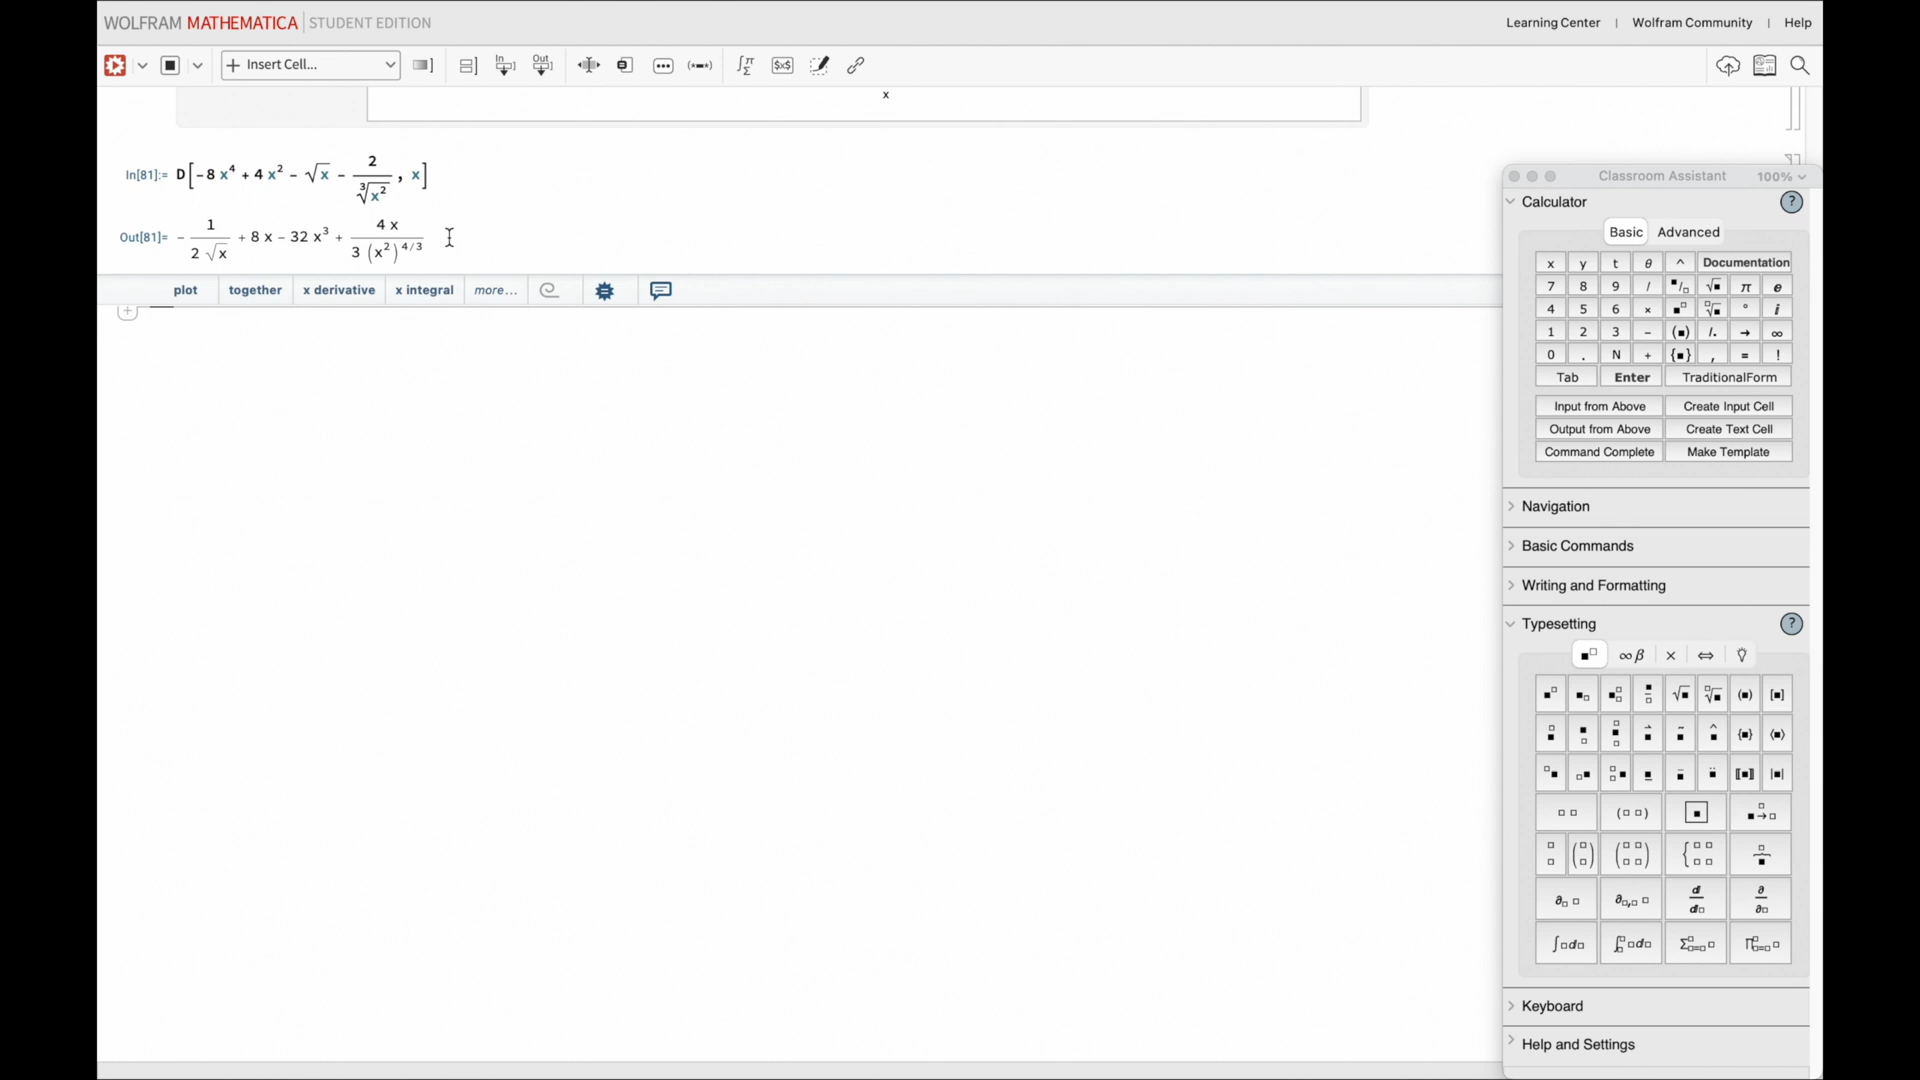 WOLFRAM MATHEMATICA | STUDENT EDITION
Learning Center | Wolfram Community | Help
+ Insert Cell...
x
In[81]:= D[-8 x^4 + 4 x^2 - √x - 2/∛(x^2), x]
Out[81]= - 1/(2 √x) + 8 x - 32 x^3 + 4 x/(3 (x^2)^(4/3))
plot together x derivative x integral more...
Classroom Assistant 100%
Calculator ?
Basic Advanced
x y t θ ^ Documentation
7 8 9 / ■/□ √■ π e
4 5 6 × ■□ □√■ ° i
1 2 3 - (■) /. → ∞
0 . N + {■} , = !
Tab Enter TraditionalForm
Input from Above Create Input Cell
Output from Above Create Text Cell
Command Complete Make Template
Navigation
Basic Commands
Writing and Formatting
Typesetting ?
∞β × ⇔
√■ □√■ (■) [■]
{■} ⟨■⟩
⟦■⟧ |■|
(□ □) ■→□
∂□ □ ∂□,□ □ d/d□ ∂/∂□
∫□d□ ∫□d□ Σ□=□ □ Π□=□ □
Keyboard
Help and Settings